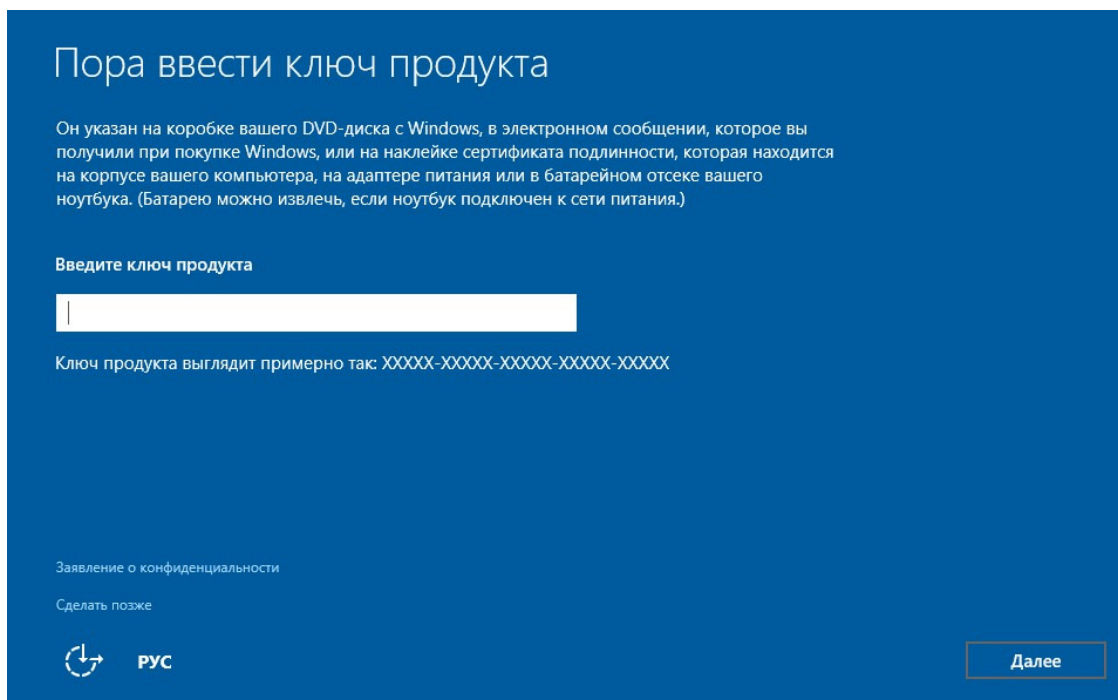 Пора ввести ключ продукта
Он указан на коробке вашего DVD-диска с Windows, в электронном сообщении, которое вы
получили при покупке Windows, или на наклейке сертификата подлинности, которая находится
на корпусе вашего компьютера, на адаптере питания или в батарейном отсеке вашего
ноутбука. (Батарею можно извлечь, если ноутбук подключен к сети питания.)
Введите ключ продукта
Ключ продукта выглядит примерно так: XXXXX-XXXXX-XXXXX-XXXXX-XXXXX
Заявление о конфиденциальности
Сделать позже
РУС
Далее